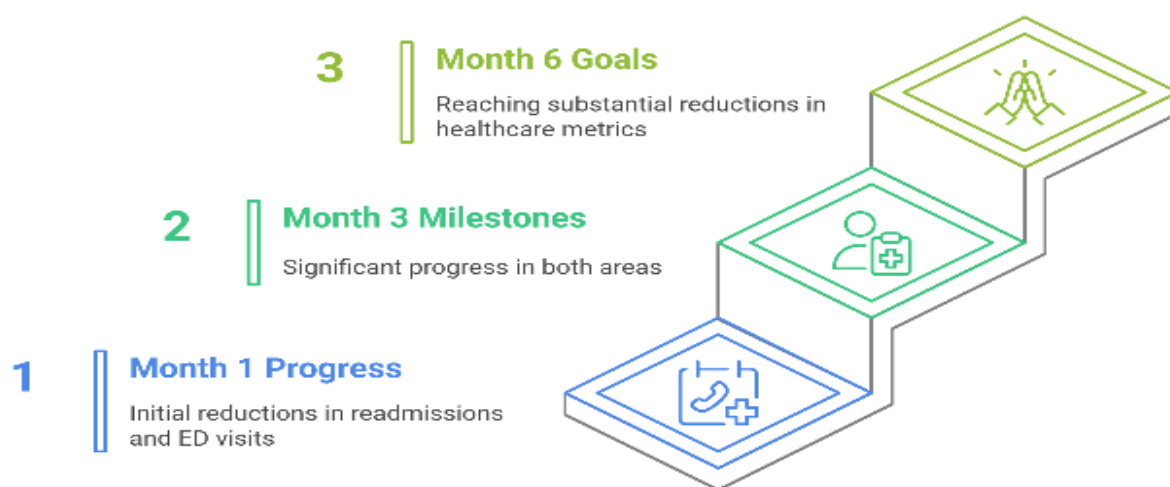 3
Month 6 Goals
Reaching substantial reductions in
healthcare metrics
2
Month 3 Milestones
Significant progress in both areas
1
Month 1 Progress
Initial reductions in readmissions
and ED visits